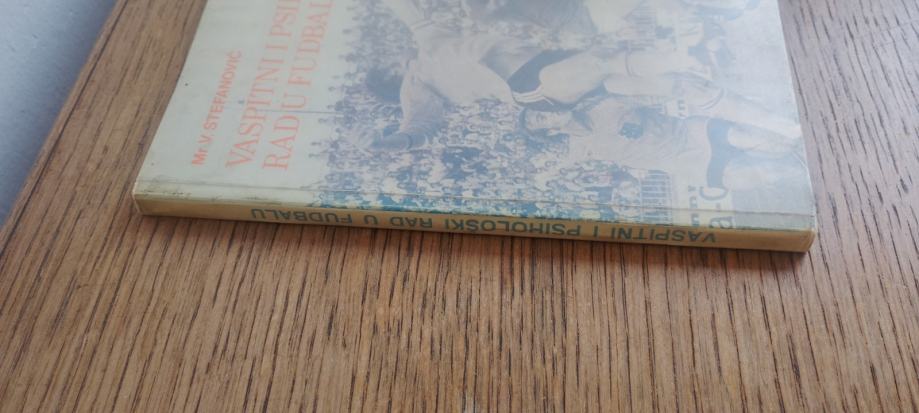 Mr V. STEFANOVIĆ
VASPITNI I PSI
RAD U FUDBAL
VASPITNI I PSIHOLOŠKI RAD U FUDBALU